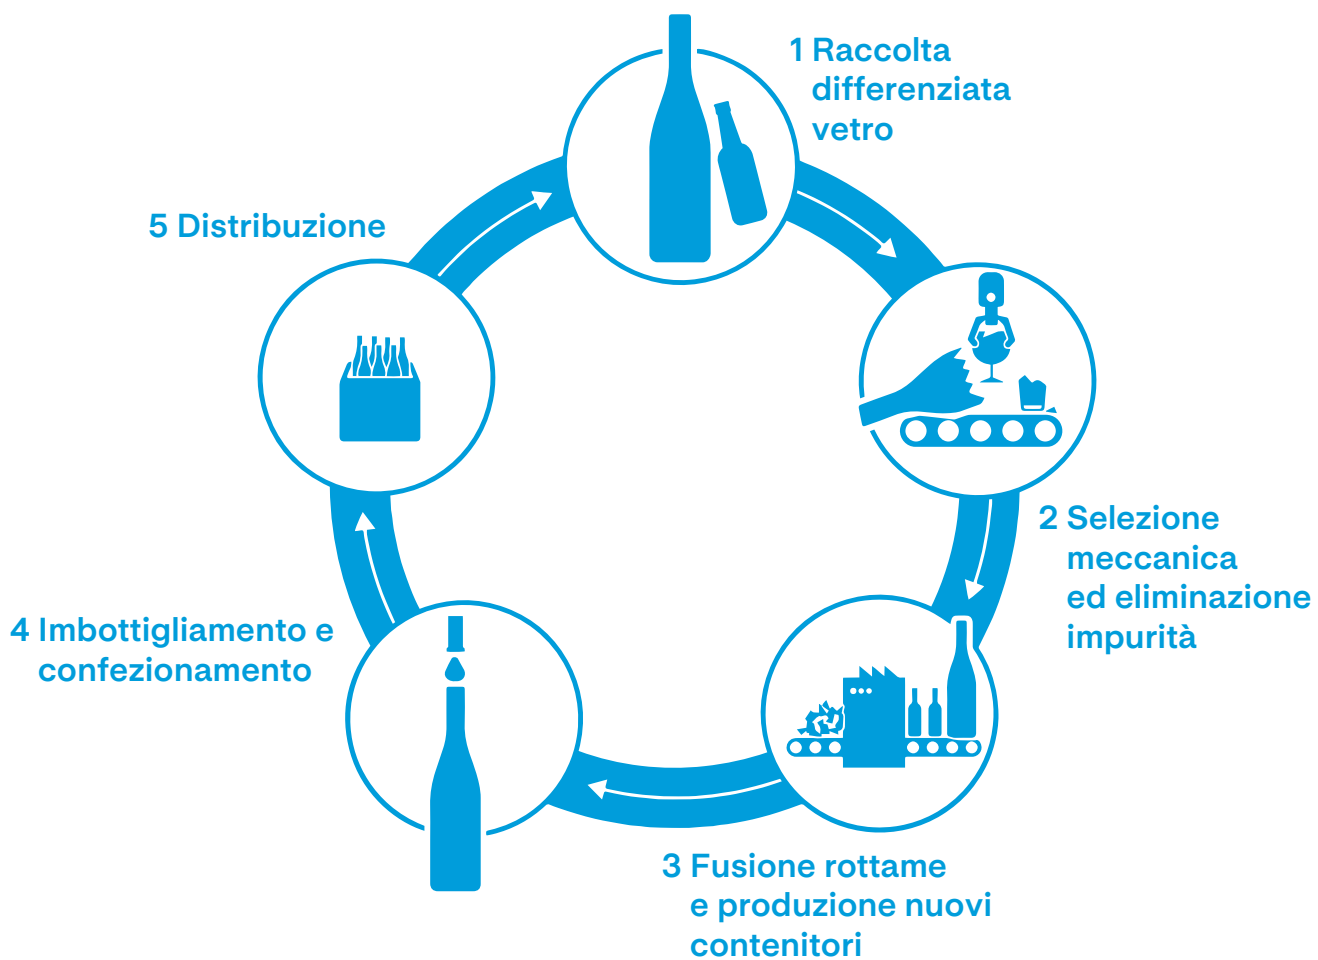 1 Raccolta
differenziata
vetro
2 Selezione
meccanica
ed eliminazione
impurità
3 Fusione rottame
e produzione nuovi
contenitori
4 Imbottigliamento e
confezionamento
5 Distribuzione